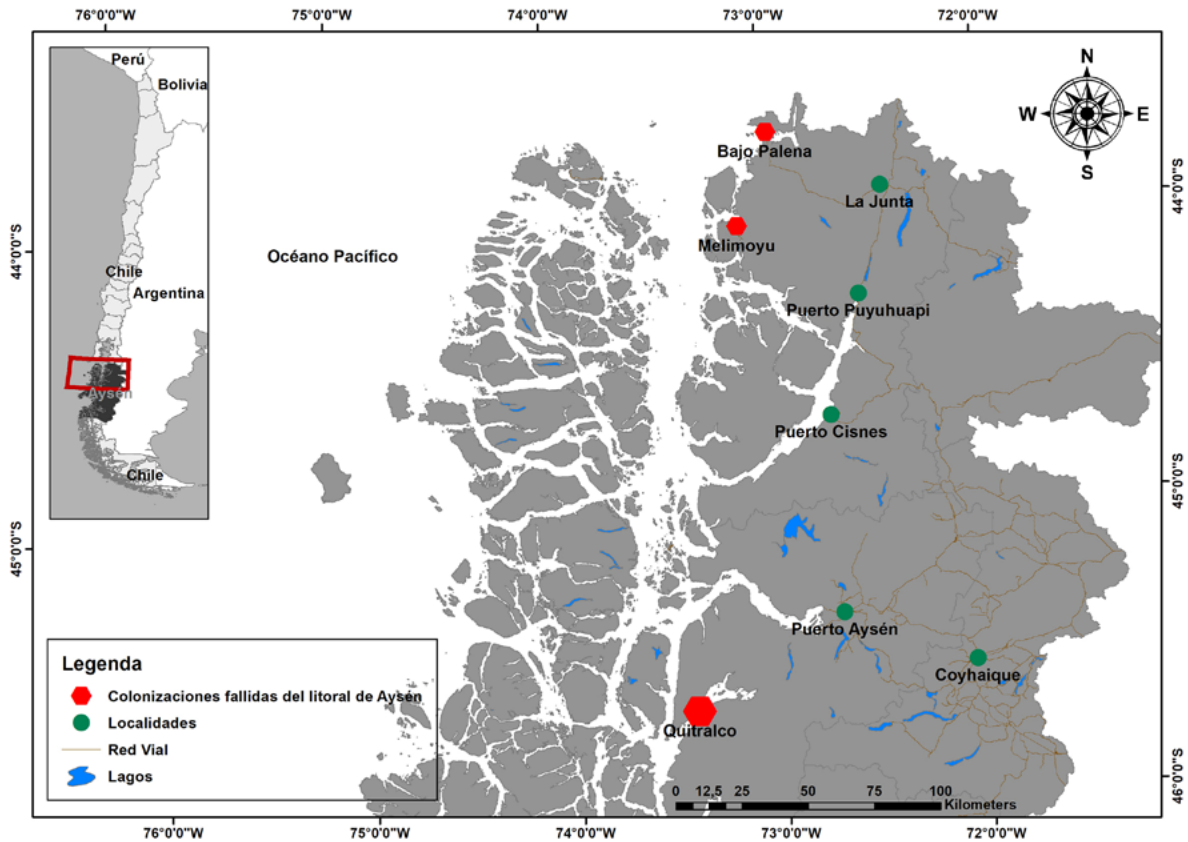 76°0'0"W
75°0'0"W
74°0'0"W
73°0'0"W
72°0'0"W
Perú
Bolivia
Chile
Argentina
Aysén
Chile
N
W
E
S
Océano Pacífico
Bajo Palena
La Junta
Melimoyu
Puerto Puyuhuapi
Puerto Cisnes
Puerto Aysén
Coyhaique
Quitralco
44°0'0"S
45°0'0"S
44°0'0"S
45°0'0"S
46°0'0"S
Legenda
Colonizaciones fallidas del litoral de Aysén
Localidades
Red Vial
Lagos
0 12,5 25 50 75 100
Kilometers
76°0'0"W
75°0'0"W
74°0'0"W
73°0'0"W
72°0'0"W